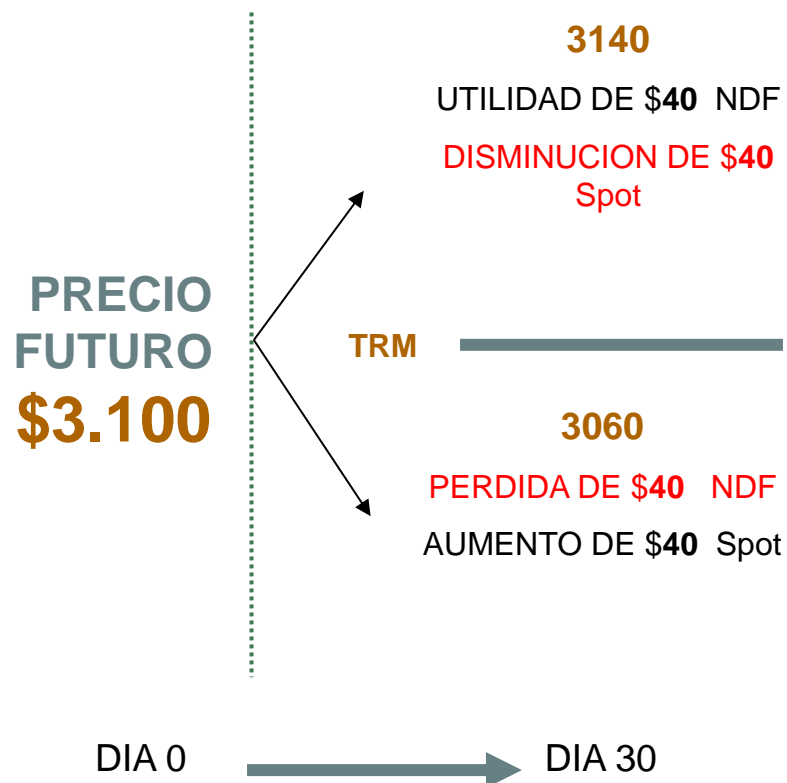 PRECIO
FUTURO
$3.100
TRM
3140
UTILIDAD DE $40 NDF
DISMINUCION DE $40
Spot
3060
PERDIDA DE $40 NDF
AUMENTO DE $40 Spot
DIA 0
DIA 30